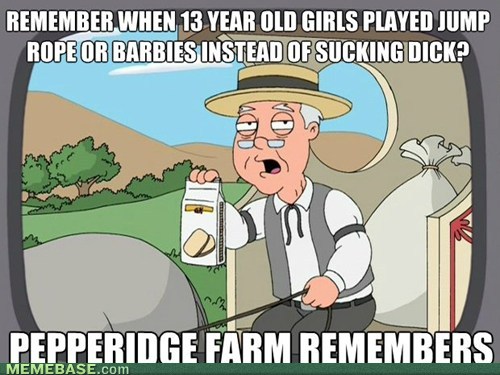 REMEMBER WHEN 13 YEAR OLD GIRLS PLAYED JUMP
ROPE OR BARBIES INSTEAD OF SUCKING DICK?
PEPPERIDGE FARM REMEMBERS
MEMEBASE.com